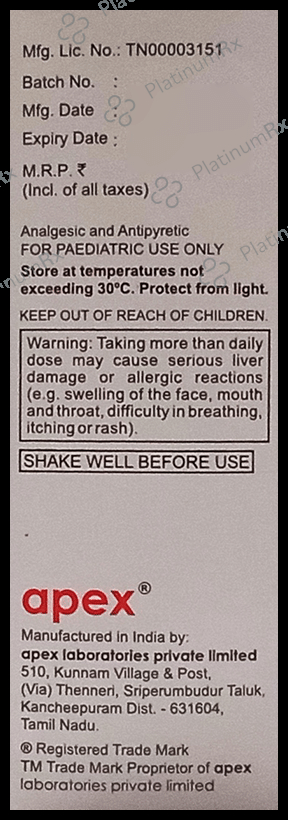 Mfg. Lic. No.: TN00003151
Batch No. :
Mfg. Date :
Expiry Date :
M.R.P. ₹
(Incl. of all taxes)
Analgesic and Antipyretic
FOR PAEDIATRIC USE ONLY
Store at temperatures not
exceeding 30ºC. Protect from light.
KEEP OUT OF REACH OF CHILDREN.
Warning: Taking more than daily
dose may cause serious liver
damage or allergic reactions
(e.g. swelling of the face, mouth
and throat, difficulty in breathing,
itching or rash).
SHAKE WELL BEFORE USE
apex®
Manufactured in India by:
apex laboratories private limited
510, Kunnam Village & Post,
(Via) Thenneri, Sriperumbudur Taluk,
Kancheepuram Dist. - 631604,
Tamil Nadu.
® Registered Trade Mark
TM Trade Mark Proprietor of apex
laboratories private limited
PlatinumRx
PlatinumRx
PlatinumRx